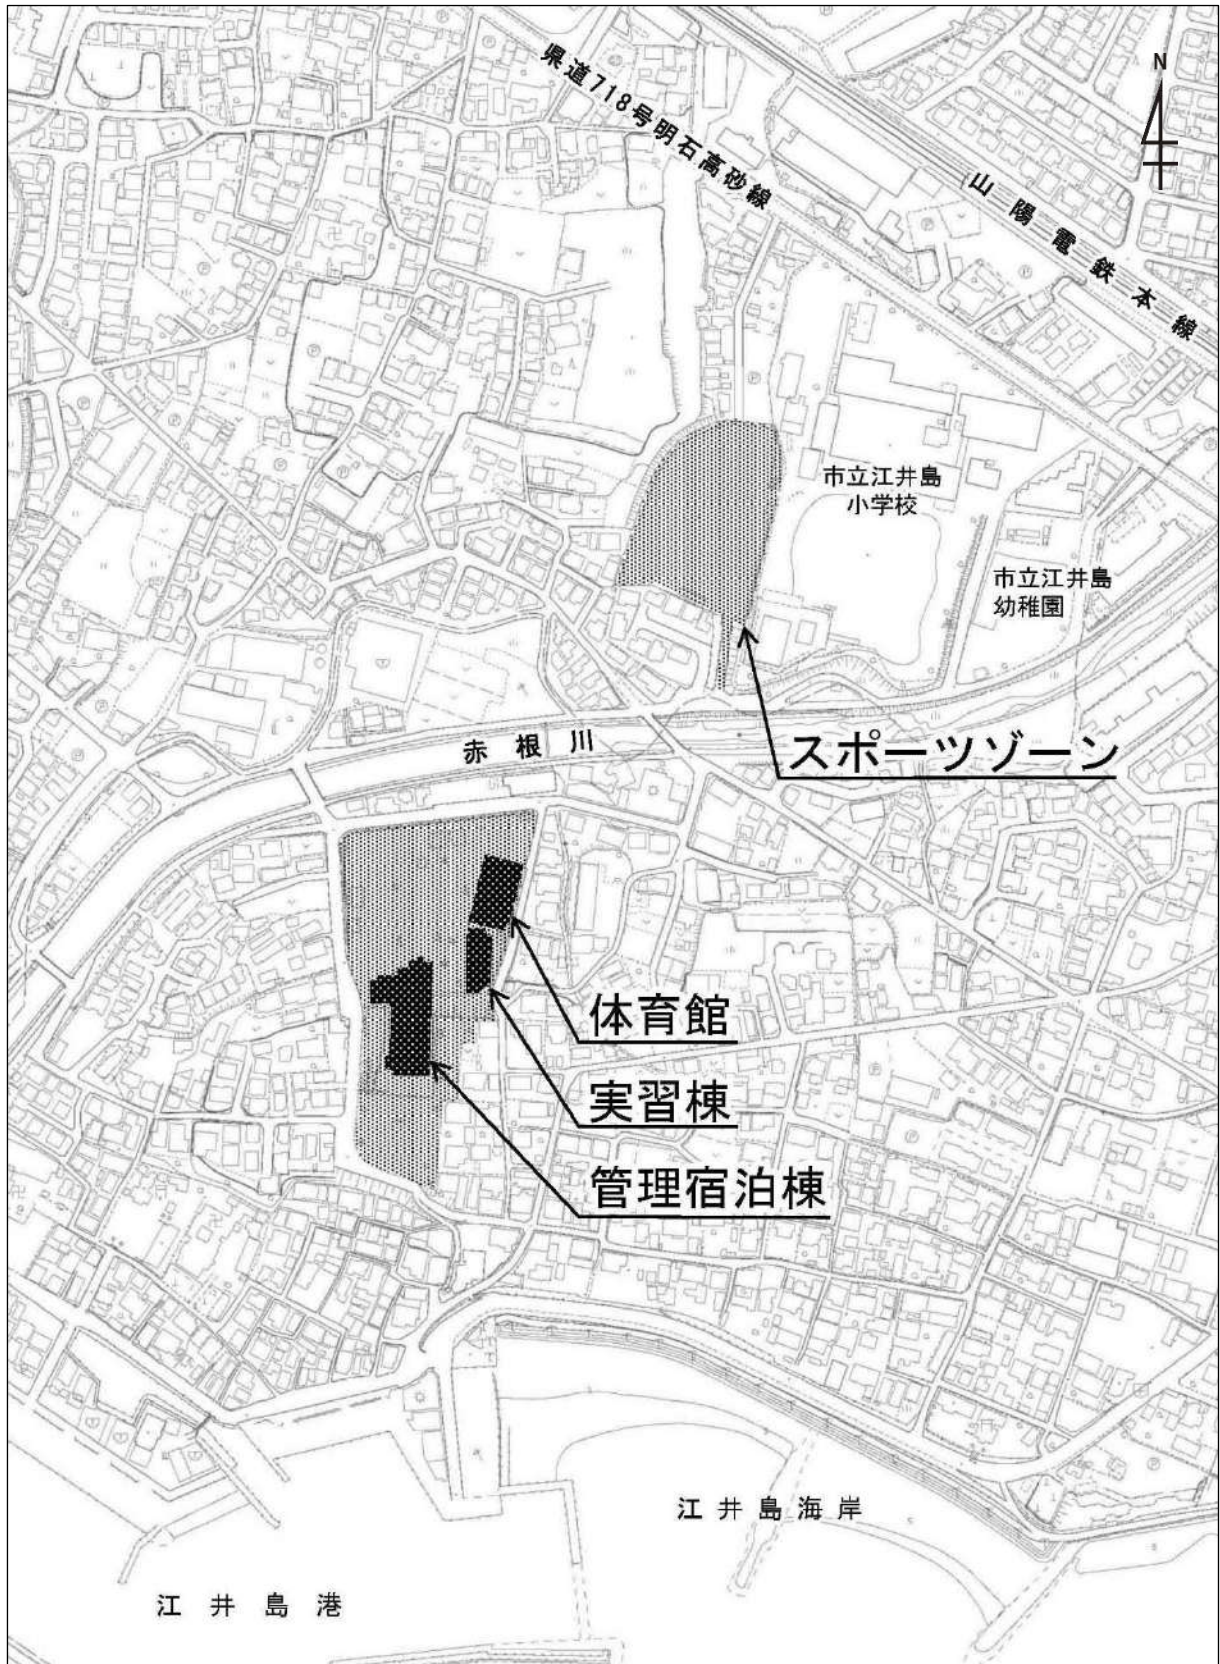 県道718号明石高砂線
N
山陽電鉄本線
市立江井島
小学校
市立江井島
幼稚園
赤根川
スポーツゾーン
体育館
実習棟
管理宿泊棟
江井島海岸
江井島港